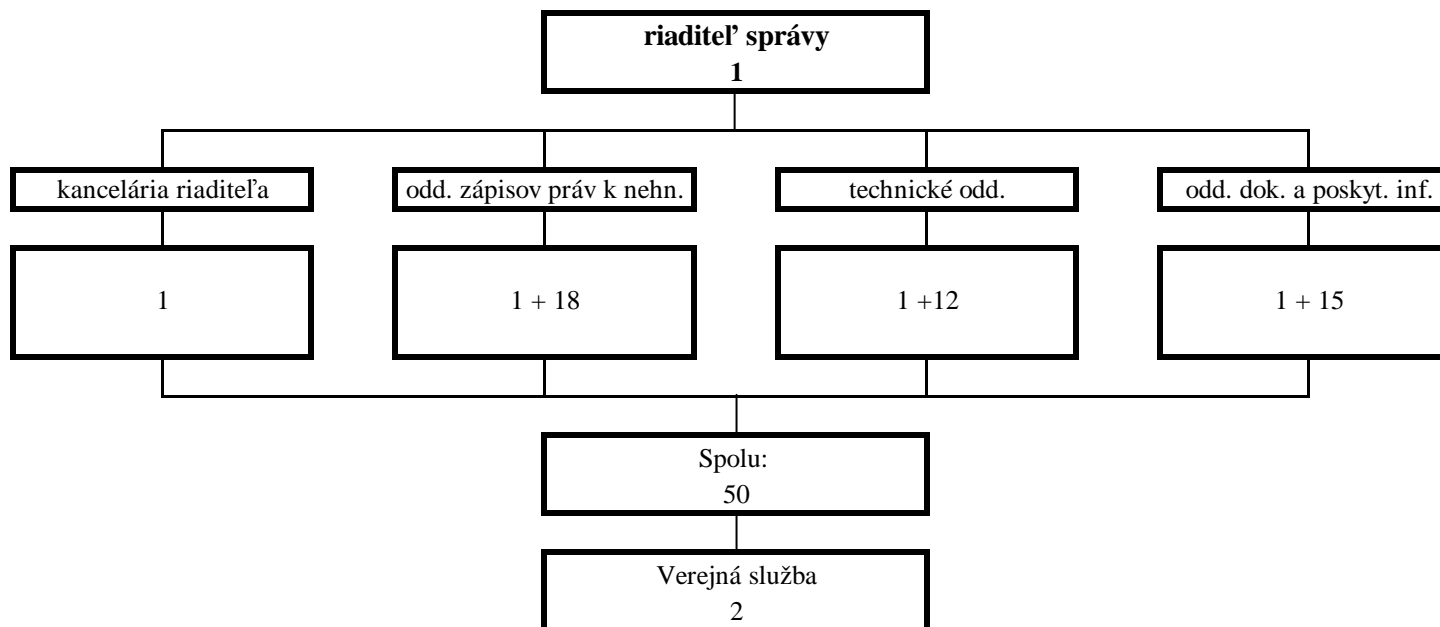 riaditeľ správy
1
kancelária riaditeľa
odd. zápisov práv k nehn.
technické odd.
odd. dok. a poskyt. inf.
1
1 + 18
1 +12
1 + 15
Spolu:
50
Verejná služba
2